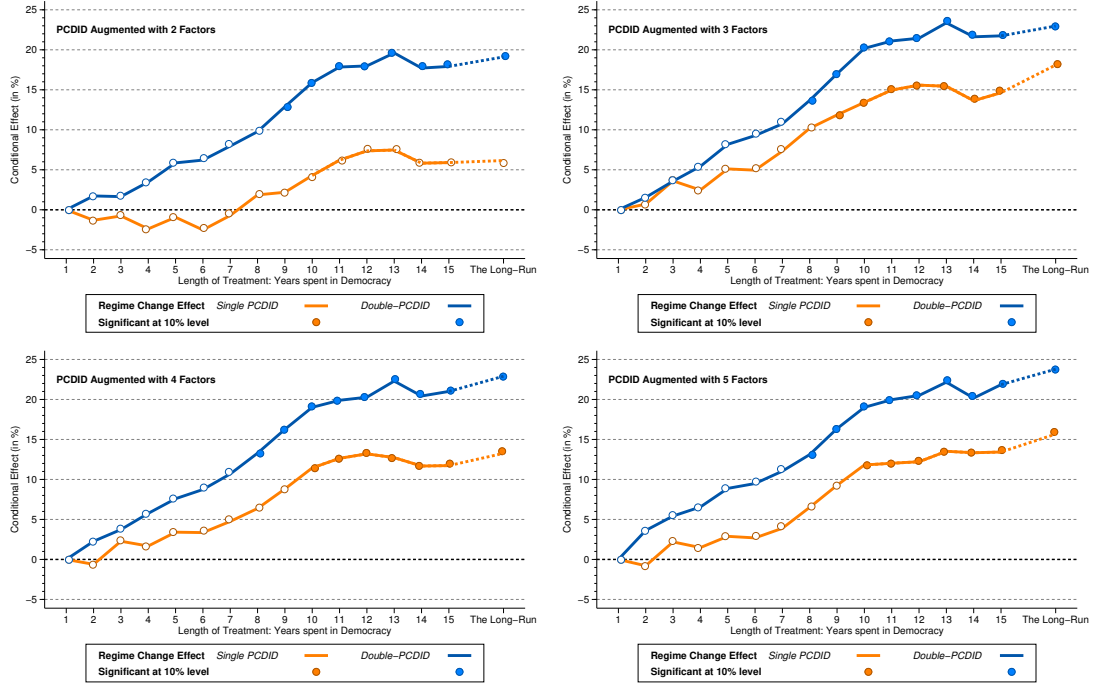 PCDID Augmented with 2 Factors
Conditional Effect (in %)
25
20
15
10
5
0
−5
1 2 3 4 5 6 7 8 9 10 11 12 13 14 15 The Long−Run
Length of Treatment: Years spent in Democracy
Regime Change Effect Single PCDID Double−PCDID
Significant at 10% level
PCDID Augmented with 3 Factors
Conditional Effect (in %)
25
20
15
10
5
0
−5
1 2 3 4 5 6 7 8 9 10 11 12 13 14 15 The Long−Run
Length of Treatment: Years spent in Democracy
Regime Change Effect Single PCDID Double−PCDID
Significant at 10% level
PCDID Augmented with 4 Factors
Conditional Effect (in %)
25
20
15
10
5
0
−5
1 2 3 4 5 6 7 8 9 10 11 12 13 14 15 The Long−Run
Length of Treatment: Years spent in Democracy
Regime Change Effect Single PCDID Double−PCDID
Significant at 10% level
PCDID Augmented with 5 Factors
Conditional Effect (in %)
25
20
15
10
5
0
−5
1 2 3 4 5 6 7 8 9 10 11 12 13 14 15 The Long−Run
Length of Treatment: Years spent in Democracy
Regime Change Effect Single PCDID Double−PCDID
Significant at 10% level